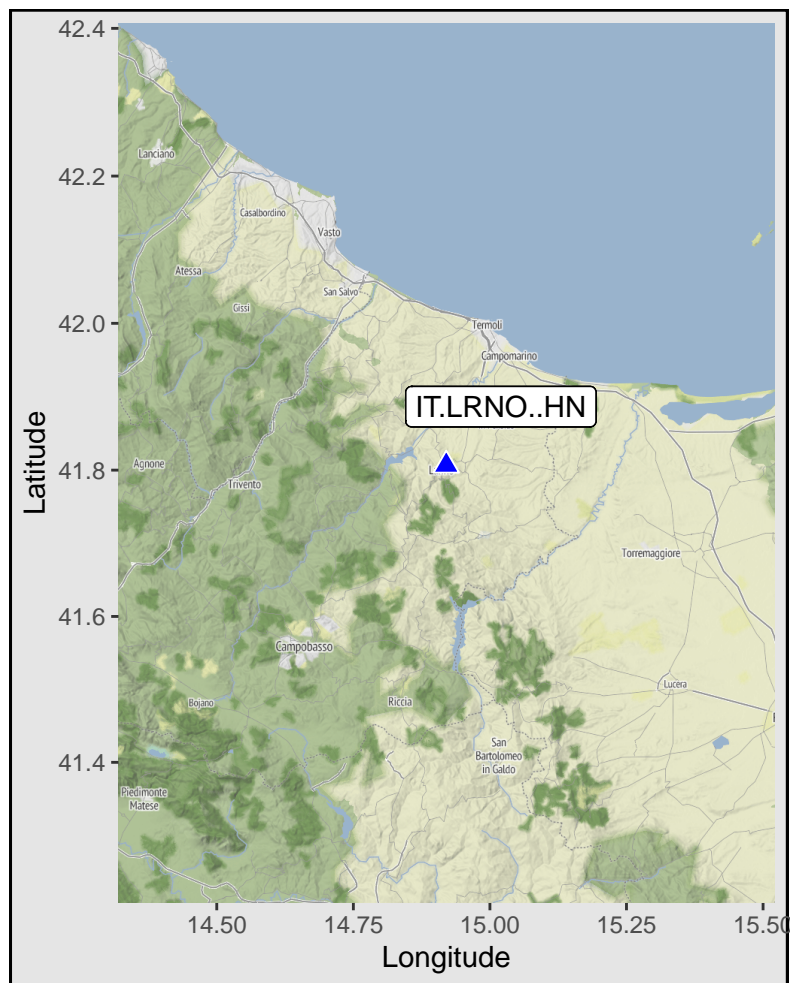 42.4
Lanciano
42.2
Casalbordino
Vasto
Atessa
San Salvo
Gissi
42.0
Termoli
Campomarino
IT.LRNO..HN
Latitude
41.8
Agnone
Trivento
Torremaggiore
41.6
Campobasso
Lucera
Bojano
Riccia
San
Bartolomeo
in Galdo
41.4
Piedimonte
Matese
14.50
14.75
15.00
15.25
15.50
Longitude